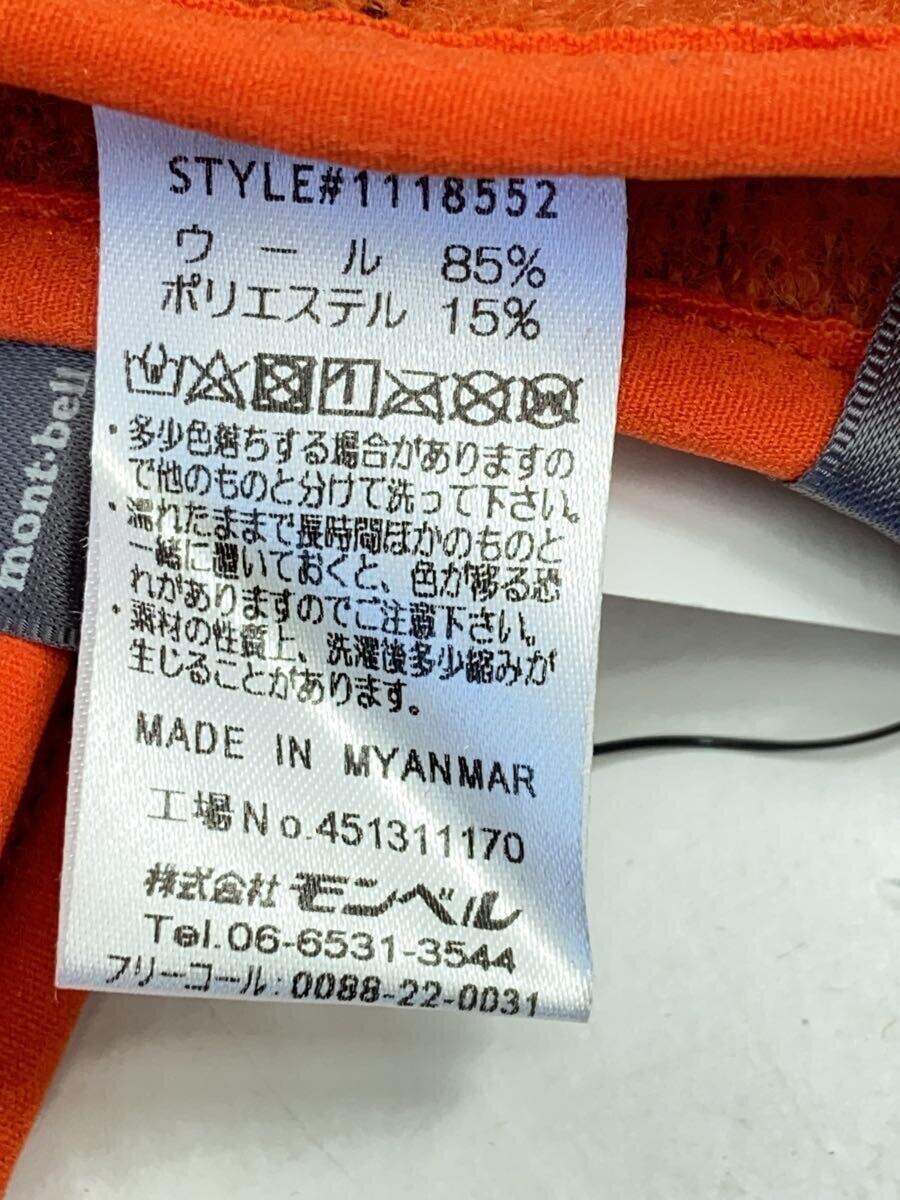 STYLE#1118552
ウール 85%
ポリエステル 15%
・多少色落ちする場合がありますの
で他のものと分けて洗って下さい。
・濡れたままで長時間ほかのものと
一緒に置いておくと、色が移る恐
れがありますのでご注意下さい。
・素材の性質上、洗濯後多少縮みが
生じることがあります。
MADE IN MYANMAR
工場No.451311170
株式会社 モンベル
Tel.06-6531-3544
フリーコール:0088-22-0031
mont-bell